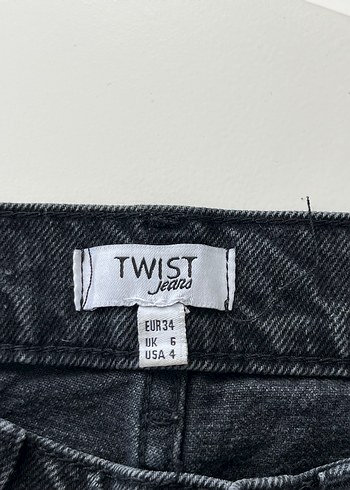 TWIST
jeans
EUR 34
UK 6
USA 4